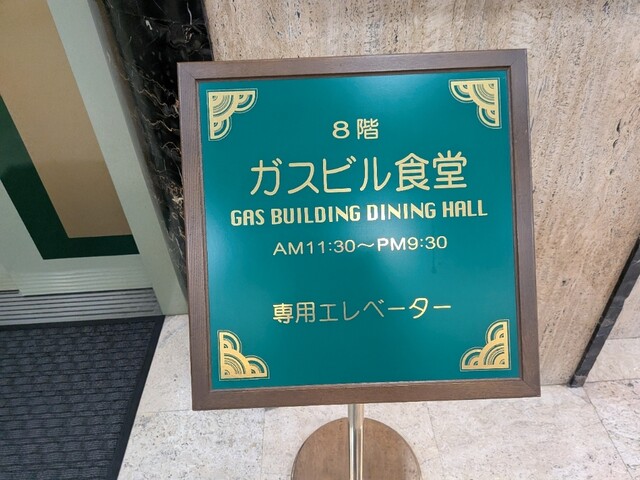 8階
ガスビル食堂
GAS BUILDING DINING HALL
AM11:30〜PM9:30
専用エレベーター